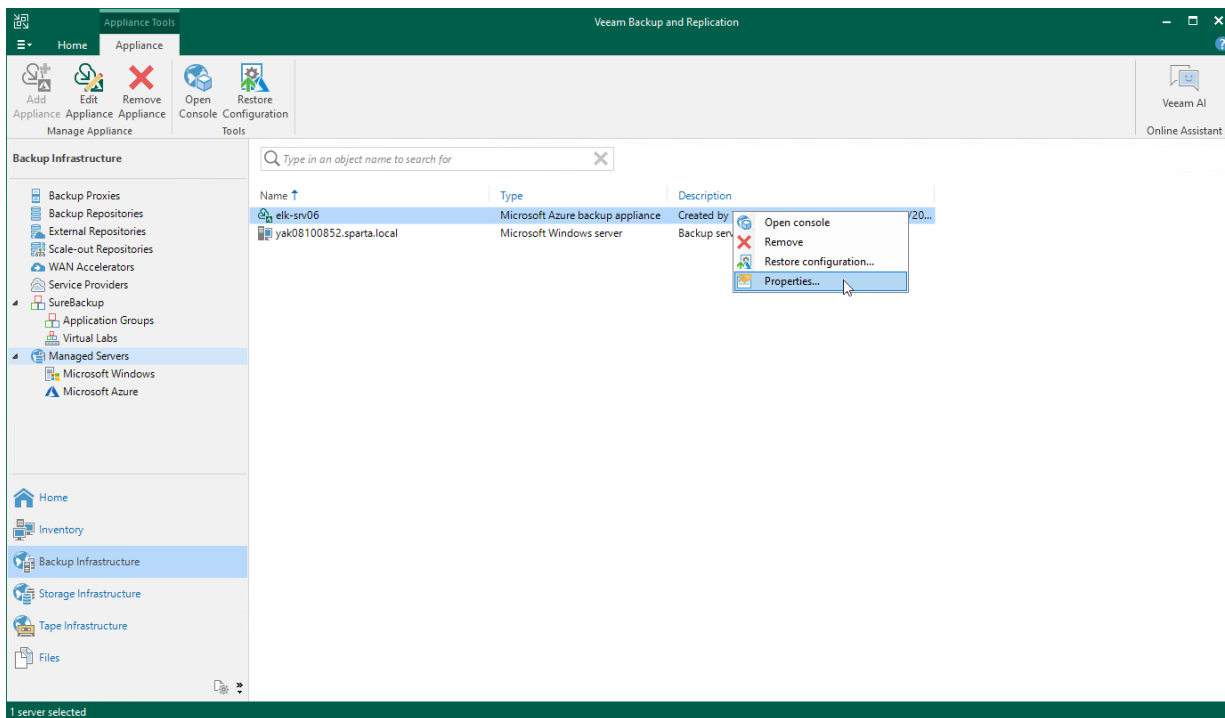 Appliance Tools
Veeam Backup and Replication
Home Appliance
Add Appliance
Edit Appliance
Remove Appliance
Manage Appliance
Open Console
Restore Configuration
Tools
Veeam AI
Online Assistant
Backup Infrastructure
Backup Proxies
Backup Repositories
External Repositories
Scale-out Repositories
WAN Accelerators
Service Providers
SureBackup
Application Groups
Virtual Labs
Managed Servers
Microsoft Windows
Microsoft Azure
Home
Inventory
Backup Infrastructure
Storage Infrastructure
Tape Infrastructure
Files
Type in an object name to search for
Name Type Description
elk-srv06 Microsoft Azure backup appliance Created by /20...
yak08100852.sparta.local Microsoft Windows server Backup serv
Open console
Remove
Restore configuration...
Properties...
1 server selected